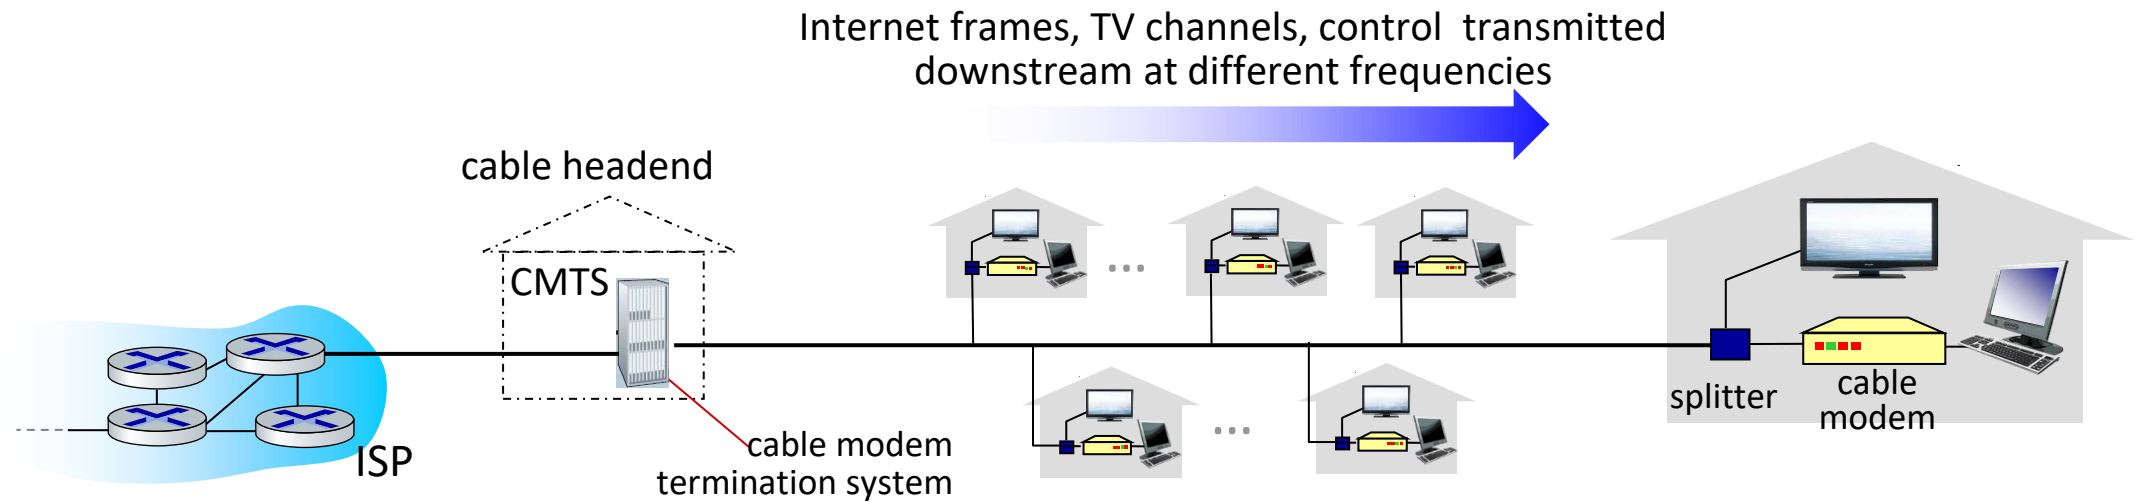 Internet frames, TV channels, control transmitted
downstream at different frequencies
cable headend
CMTS
ISP
cable modem
termination system
splitter
cable
modem